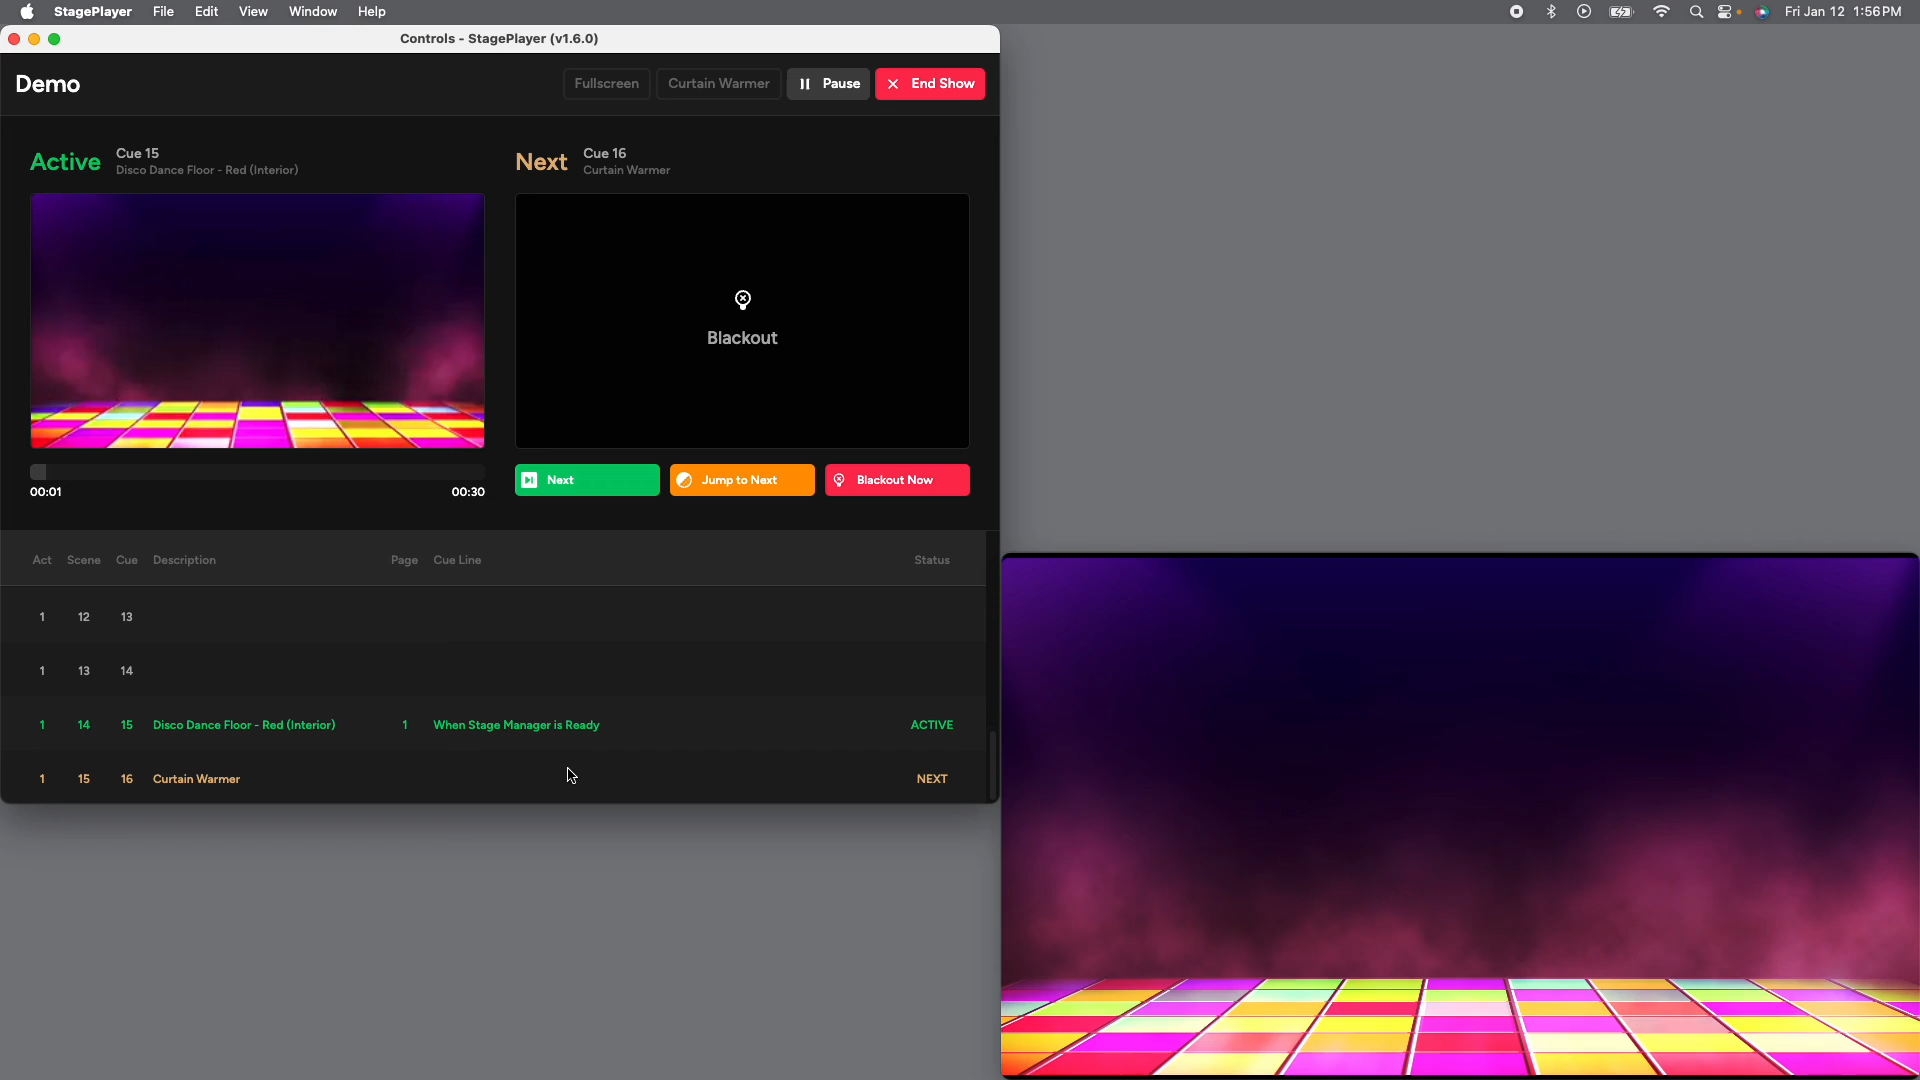 StagePlayer File Edit View Window Help
Fri Jan 12 1:56 PM
Controls - StagePlayer (v1.6.0)
Demo
Fullscreen
Curtain Warmer
Pause
End Show
Active
Cue 15
Disco Dance Floor - Red (Interior)
Next
Cue 16
Curtain Warmer
Blackout
00:01
00:30
Next
Jump to Next
Blackout Now
Act Scene Cue Description Page Cue Line Status
1 12 13
1 13 14
1 14 15 Disco Dance Floor - Red (Interior) 1 When Stage Manager is Ready ACTIVE
1 15 16 Curtain Warmer NEXT